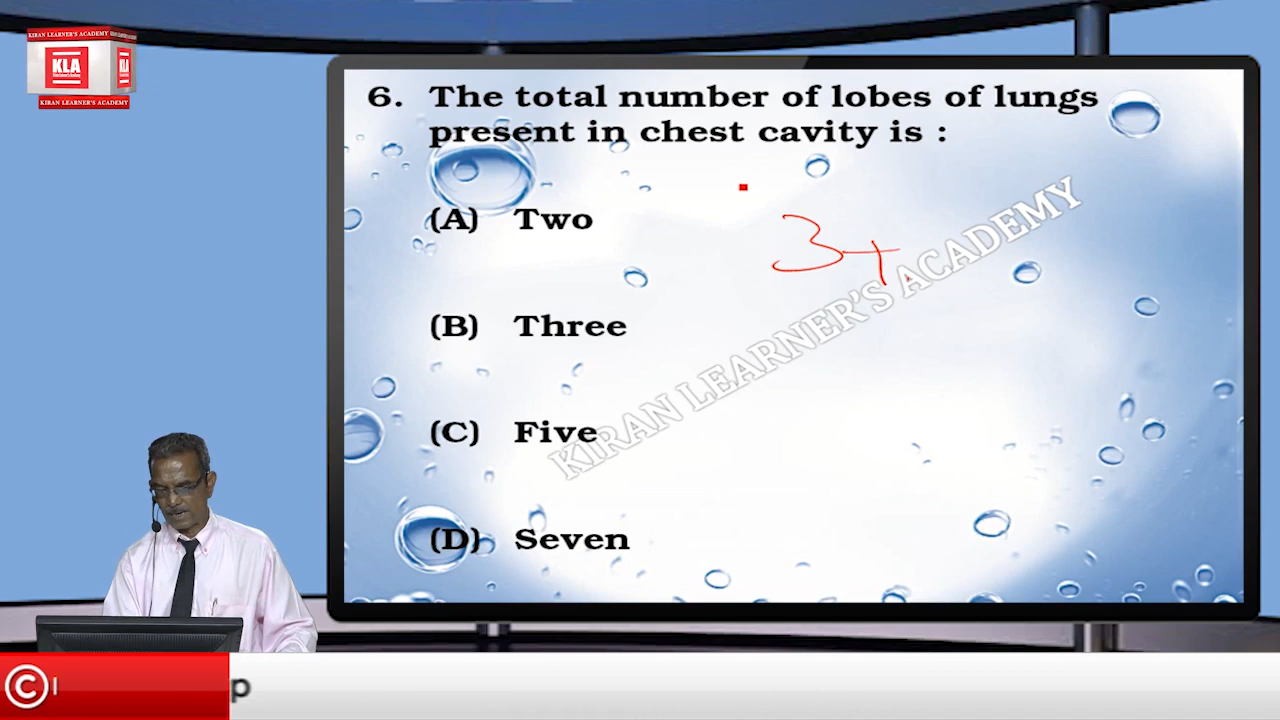 KIRAN LEARNER'S ACADEMY
KLA
KLA
KIRAN LEARNER'S ACADEMY
6. The total number of lobes of lungs
present in chest cavity is :
3+
(A) Two
(B) Three
(C) Five
(D) Seven
KIRAN LEARNER'S ACADEMY
©
p